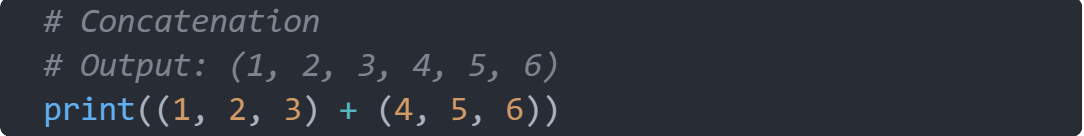 # Concatenation
# Output: (1, 2, 3, 4, 5, 6)
print((1, 2, 3) + (4, 5, 6))